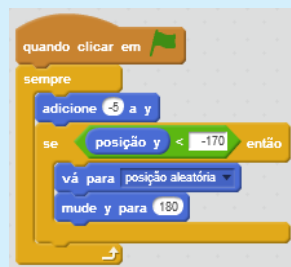 quando clicar em
sempre
adicione -5 a y
se posição y < -170 então
vá para posição aleatória
mude y para 180